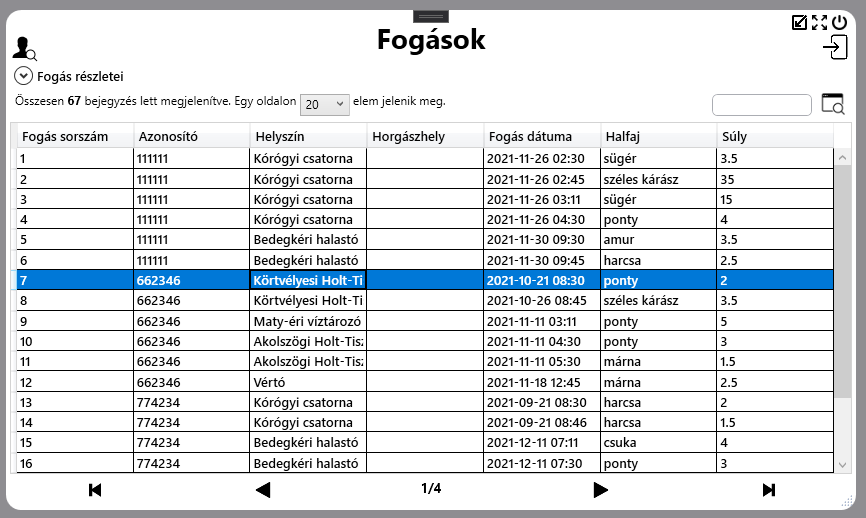 Fogások
Fogás részletei
Összesen 67 bejegyzés lett megjelenítve. Egy oldalon 20 elem jelenik meg.
Fogás sorszám Azonosító Helyszín Horgászhely Fogás dátuma Halfaj Súly
1 111111 Kórógyi csatorna 2021-11-26 02:30 sügér 3.5
2 111111 Kórógyi csatorna 2021-11-26 02:45 széles kárász 35
3 111111 Kórógyi csatorna 2021-11-26 03:11 sügér 15
4 111111 Kórógyi csatorna 2021-11-26 04:30 ponty 4
5 111111 Bedegkéri halastó 2021-11-30 09:30 amur 3.5
6 111111 Bedegkéri halastó 2021-11-30 09:45 harcsa 2.5
7 662346 Körtvélyesi Holt-Ti 2021-10-21 08:30 ponty 2
8 662346 Körtvélyesi Holt-Ti 2021-10-26 08:45 széles kárász 3.5
9 662346 Maty-éri víztározó 2021-11-11 03:11 ponty 5
10 662346 Akolszögi Holt-Tisz 2021-11-11 04:30 ponty 3
11 662346 Akolszögi Holt-Tisz 2021-11-11 05:30 márna 1.5
12 662346 Vértó 2021-11-18 12:45 márna 2.5
13 774234 Kórógyi csatorna 2021-09-21 08:30 harcsa 2
14 774234 Kórógyi csatorna 2021-09-21 08:46 harcsa 1.5
15 774234 Bedegkéri halastó 2021-12-11 07:11 csuka 4
16 774234 Bedegkéri halastó 2021-12-11 07:30 ponty 3
1/4